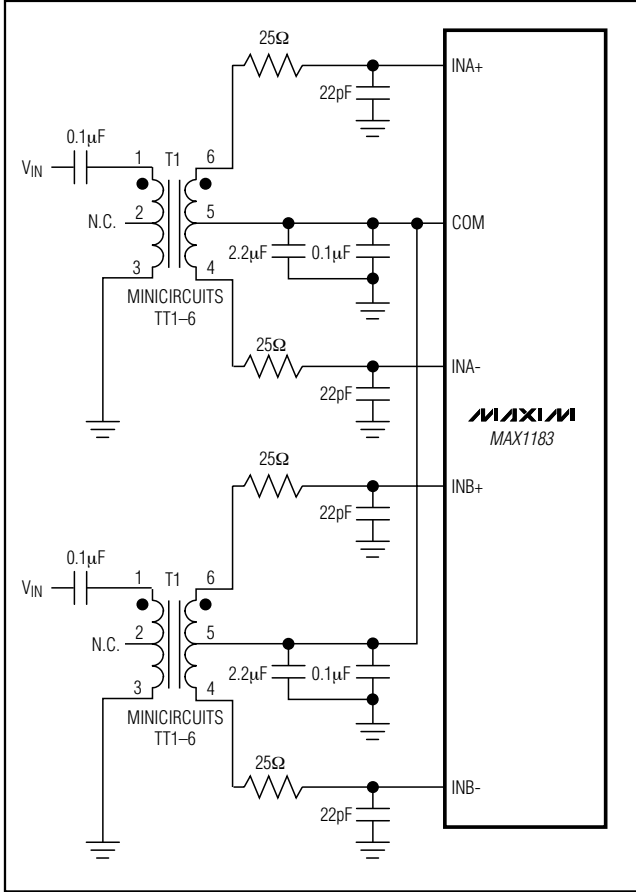 25Ω
INA+
22pF
0.1μF
VIN
1
T1
6
N.C.
2
5
COM
2.2μF
0.1μF
3
4
MINICIRCUITS
TT1–6
25Ω
INA-
22pF
MAXIM
MAX1183
25Ω
INB+
22pF
0.1μF
VIN
1
T1
6
N.C.
2
5
2.2μF
0.1μF
3
4
MINICIRCUITS
TT1–6
25Ω
INB-
22pF